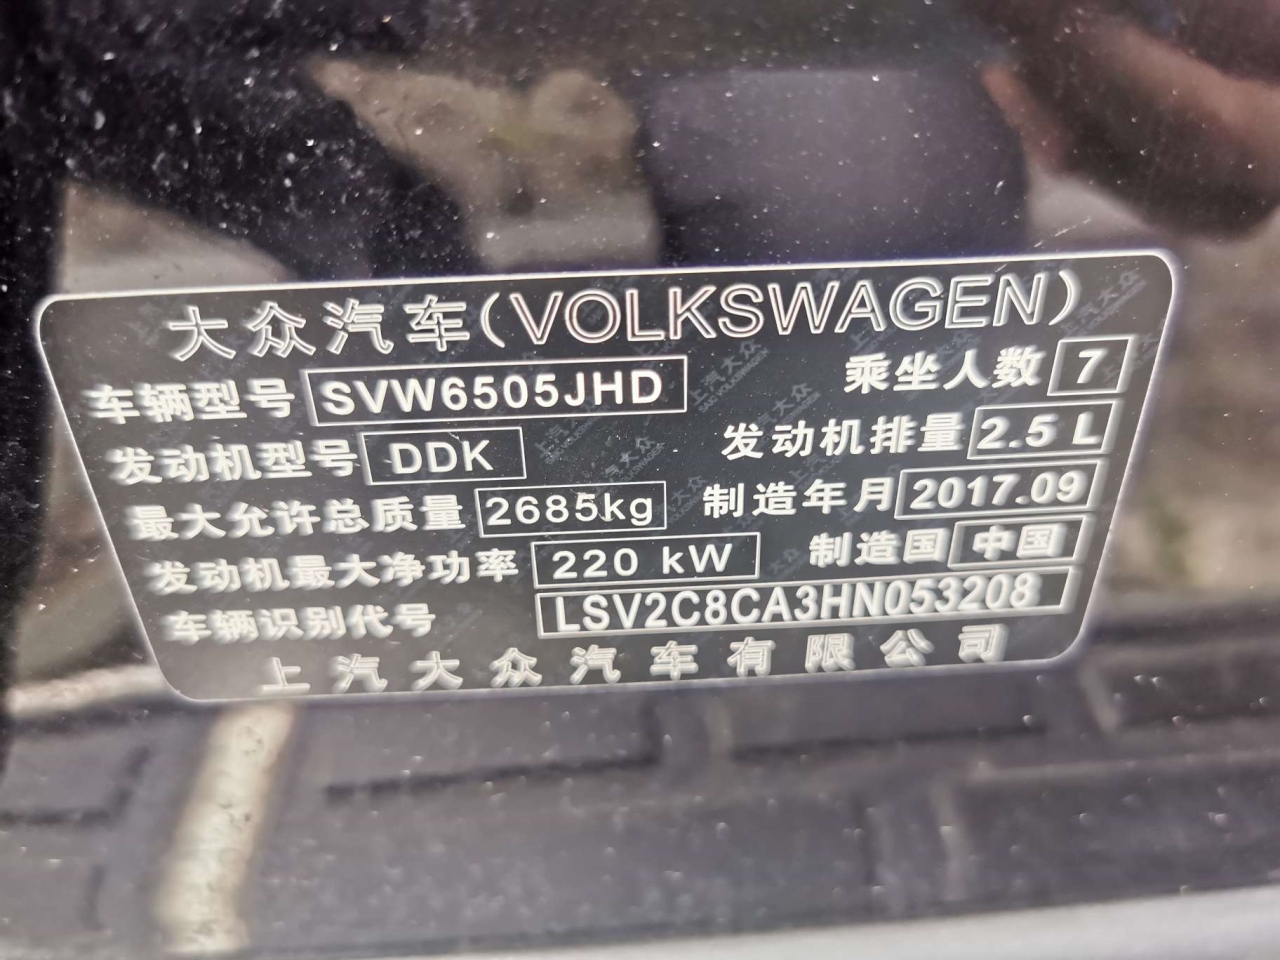 大众汽车(VOLKSWAGEN)
车辆型号 SVW6505JHD 乘坐人数 7
发动机型号 DDK 发动机排量 2.5 L
最大允许总质量 2685kg 制造年月 2017.09
发动机最大净功率 220 kW 制造国 中国
车辆识别代号 LSV2C8CA3HN053208
上汽大众汽车有限公司